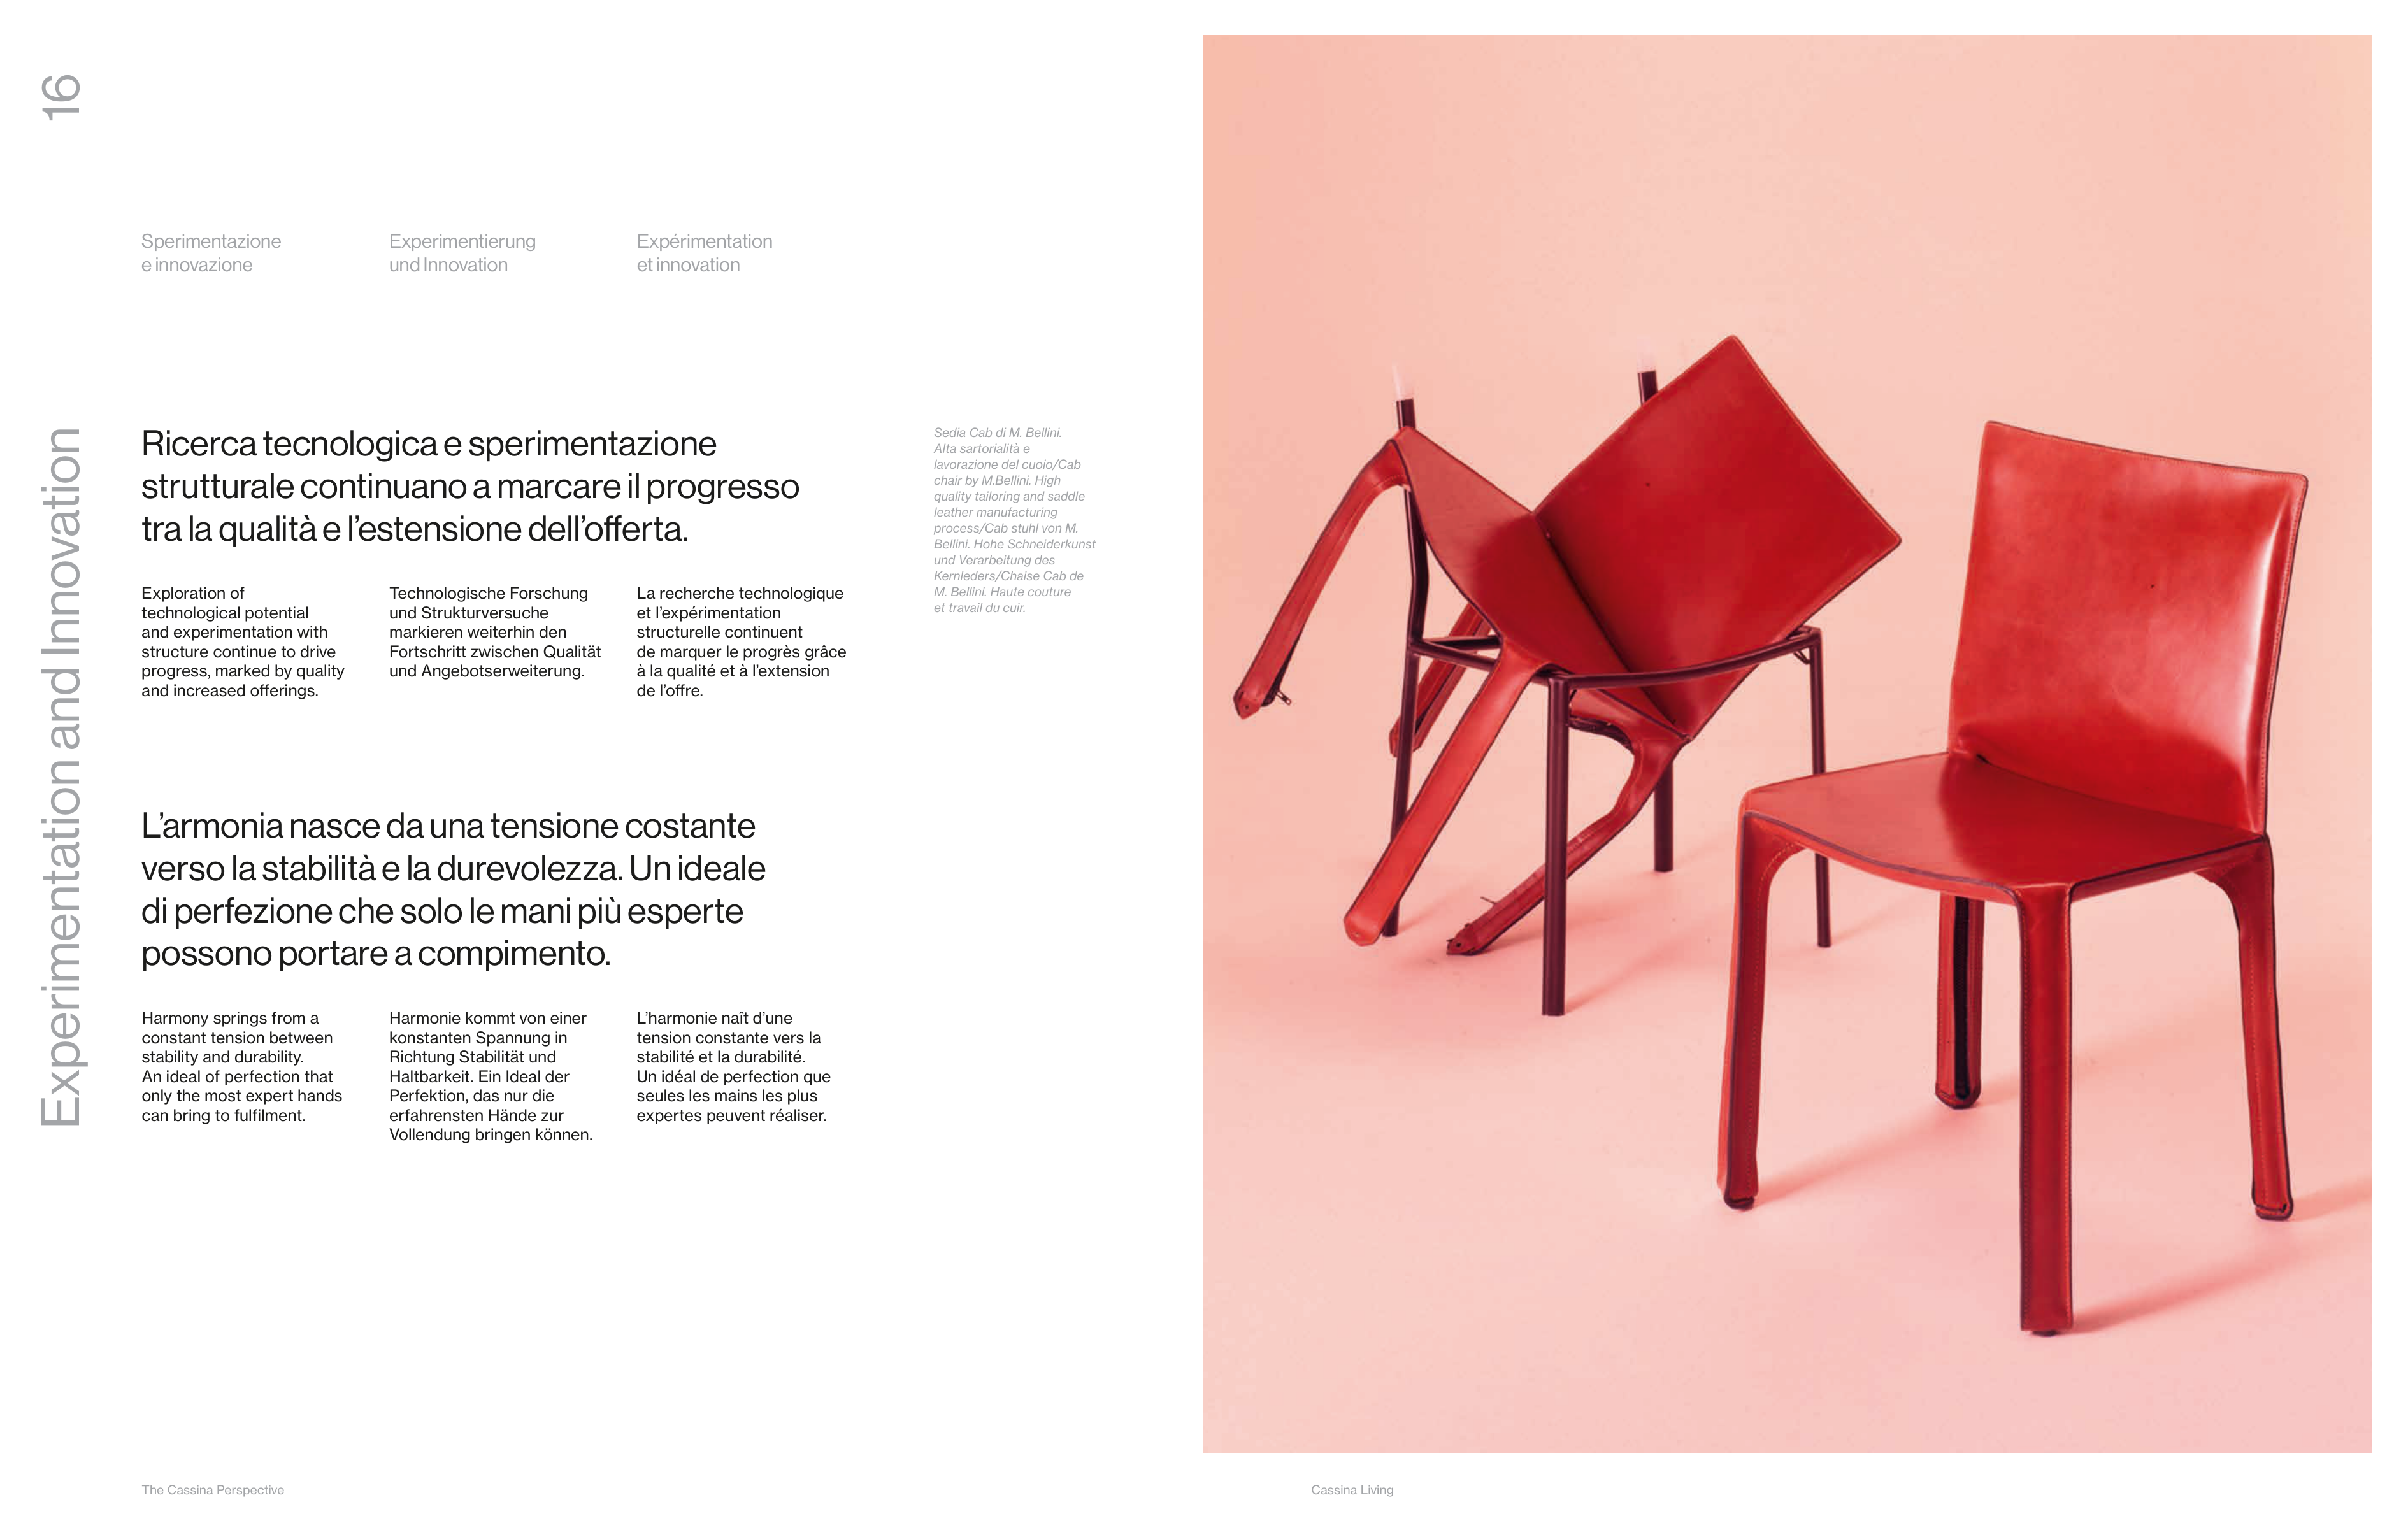 16
Experimentation and Innovation
Sperimentazione
e innovazione
Experimentierung
und Innovation
Expérimentation
et innovation
Ricerca tecnologica e sperimentazione
strutturale continuano a marcare il progresso
tra la qualità e l’estensione dell’offerta.
Exploration of
technological potential
and experimentation with
structure continue to drive
progress, marked by quality
and increased offerings.
Technologische Forschung
und Strukturversuche
markieren weiterhin den
Fortschritt zwischen Qualität
und Angebotserweiterung.
La recherche technologique
et l’expérimentation
structurelle continuent
de marquer le progrès grâce
à la qualité et à l’extension
de l’offre.
Sedia Cab di M. Bellini.
Alta sartorialità e
lavorazione del cuoio/Cab
chair by M.Bellini. High
quality tailoring and saddle
leather manufacturing
process/Cab stuhl von M.
Bellini. Hohe Schneiderkunst
und Verarbeitung des
Kernleders/Chaise Cab de
M. Bellini. Haute couture
et travail du cuir.
L’armonia nasce da una tensione costante
verso la stabilità e la durevolezza. Un ideale
di perfezione che solo le mani più esperte
possono portare a compimento.
Harmony springs from a
constant tension between
stability and durability.
An ideal of perfection that
only the most expert hands
can bring to fulfilment.
Harmonie kommt von einer
konstanten Spannung in
Richtung Stabilität und
Haltbarkeit. Ein Ideal der
Perfektion, das nur die
erfahrensten Hände zur
Vollendung bringen können.
L’harmonie naît d’une
tension constante vers la
stabilité et la durabilité.
Un idéal de perfection que
seules les mains les plus
expertes peuvent réaliser.
The Cassina Perspective
Cassina Living